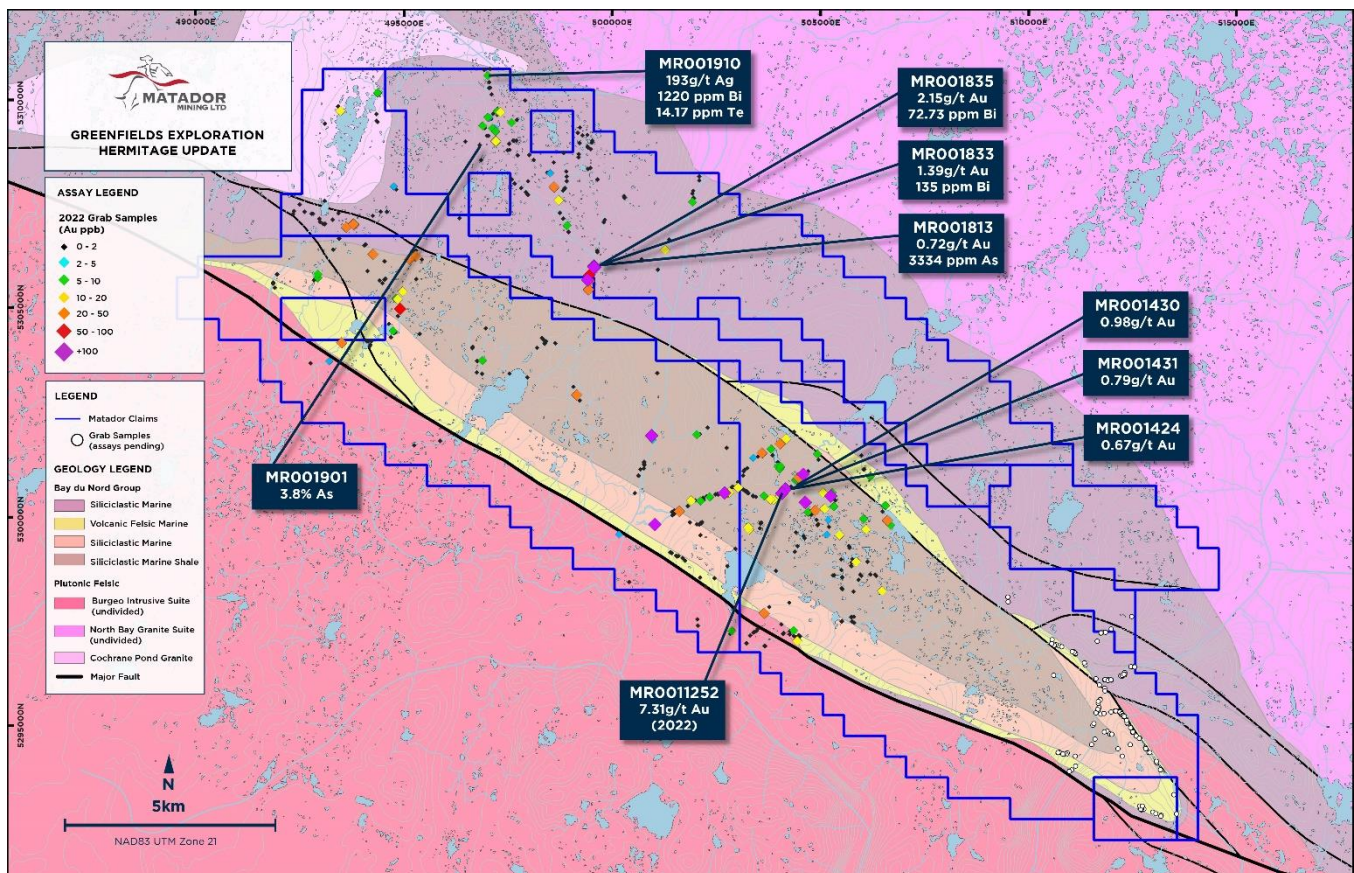 490000E
495000E
500000E
505000E
510000E
515000E
5310000N
5305000N
5300000N
5295000N
MATADOR
MINING LTD
GREENFIELDS EXPLORATION
HERMITAGE UPDATE
ASSAY LEGEND
2022 Grab Samples
(Au ppb)
0 - 2
2 - 5
5 - 10
10 - 20
20 - 50
50 - 100
+100
LEGEND
Matador Claims
Grab Samples
(assays pending)
GEOLOGY LEGEND
Bay du Nord Group
Siliciclastic Marine
Volcanic Felsic Marine
Siliciclastic Marine
Siliciclastic Marine Shale
Plutonic Felsic
Burgeo Intrusive Suite
(undivided)
North Bay Granite Suite
(undivided)
Cochrane Pond Granite
Major Fault
N
5km
NAD83 UTM Zone 21
MR001910
193g/t Ag
1220 ppm Bi
14.17 ppm Te
MR001835
2.15g/t Au
72.73 ppm Bi
MR001833
1.39g/t Au
135 ppm Bi
MR001813
0.72g/t Au
3334 ppm As
MR001430
0.98g/t Au
MR001431
0.79g/t Au
MR001424
0.67g/t Au
MR001901
3.8% As
MR0011252
7.31g/t Au
(2022)